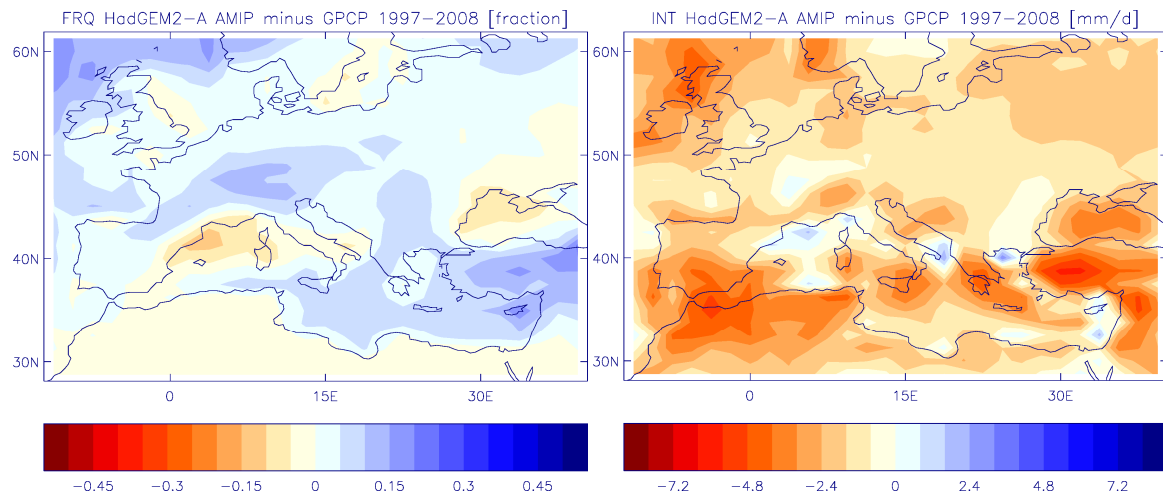 FRQ HadGEM2-A AMIP minus GPCP 1997-2008 [fraction]
60N
50N
40N
30N
0
15E
30E
-0.45
-0.3
-0.15
0
0.15
0.3
0.45
INT HadGEM2-A AMIP minus GPCP 1997-2008 [mm/d]
60N
50N
40N
30N
0
15E
30E
-7.2
-4.8
-2.4
0
2.4
4.8
7.2